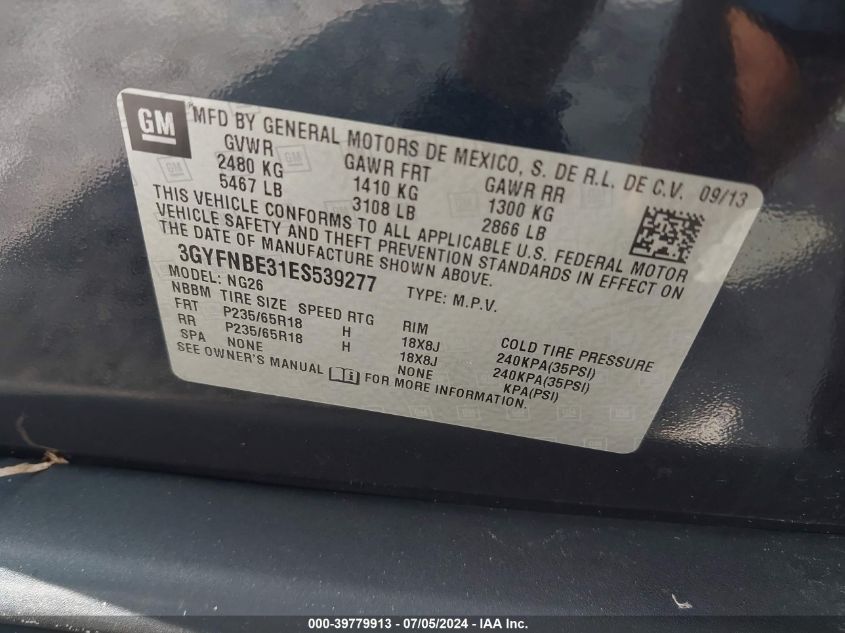 GM
MFD BY GENERAL MOTORS DE MEXICO, S. DE R.L. DE C.V. 09/13
GVWR GAWR FRT GAWR RR
2480 KG 1410 KG 1300 KG
5467 LB 3108 LB 2866 LB
THIS VEHICLE CONFORMS TO ALL APPLICABLE U.S. FEDERAL MOTOR
VEHICLE SAFETY AND THEFT PREVENTION STANDARDS IN EFFECT ON
THE DATE OF MANUFACTURE SHOWN ABOVE.
3GYFNBE31ES539277 TYPE: M.P.V.
MODEL: NG26
NBBM TIRE SIZE SPEED RTG RIM COLD TIRE PRESSURE
FRT P235/65R18 H 18X8J 240KPA(35PSI)
RR P235/65R18 H 18X8J 240KPA(35PSI)
SPA NONE NONE KPA(PSI)
SEE OWNER'S MANUAL FOR MORE INFORMATION.
000-39779913 - 07/05/2024 - IAA Inc.